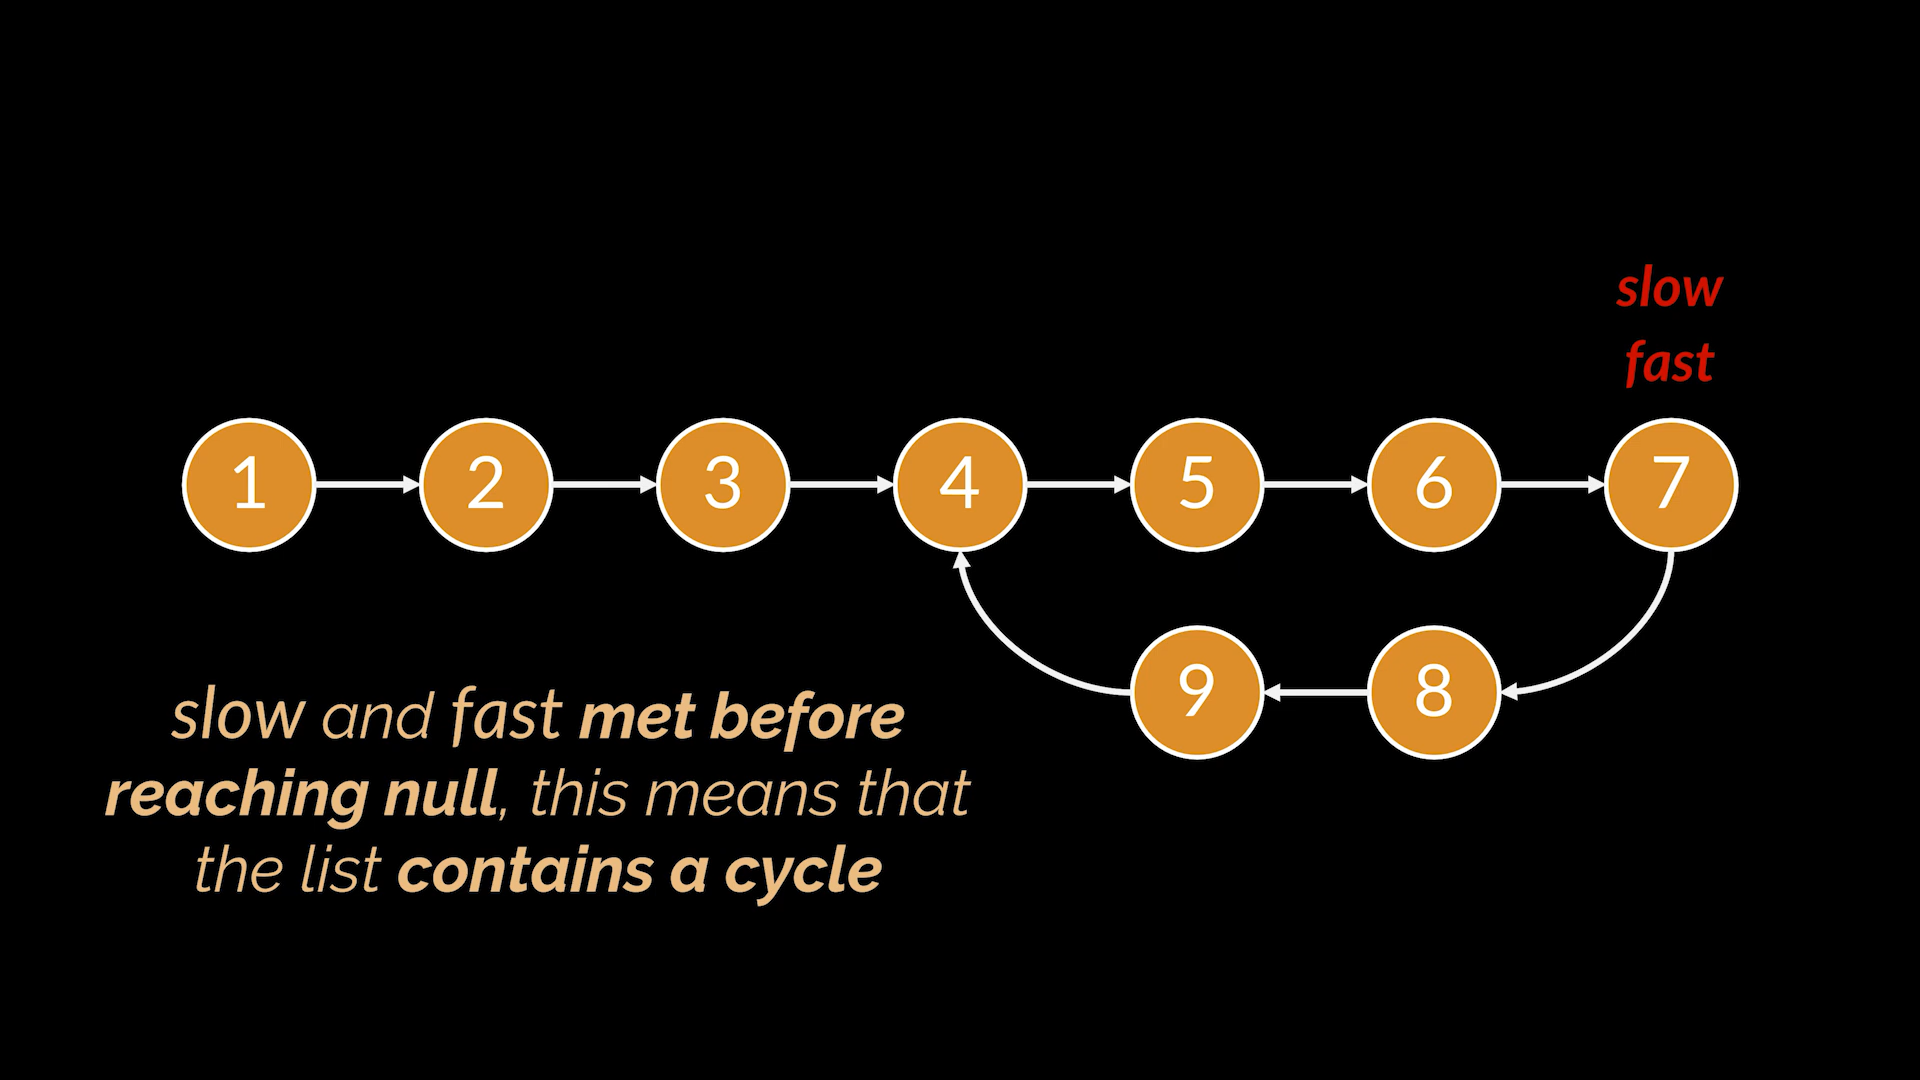 slow
fast
1 2 3 4 5 6 7
9 8
slow and fast met before
reaching null, this means that
the list contains a cycle